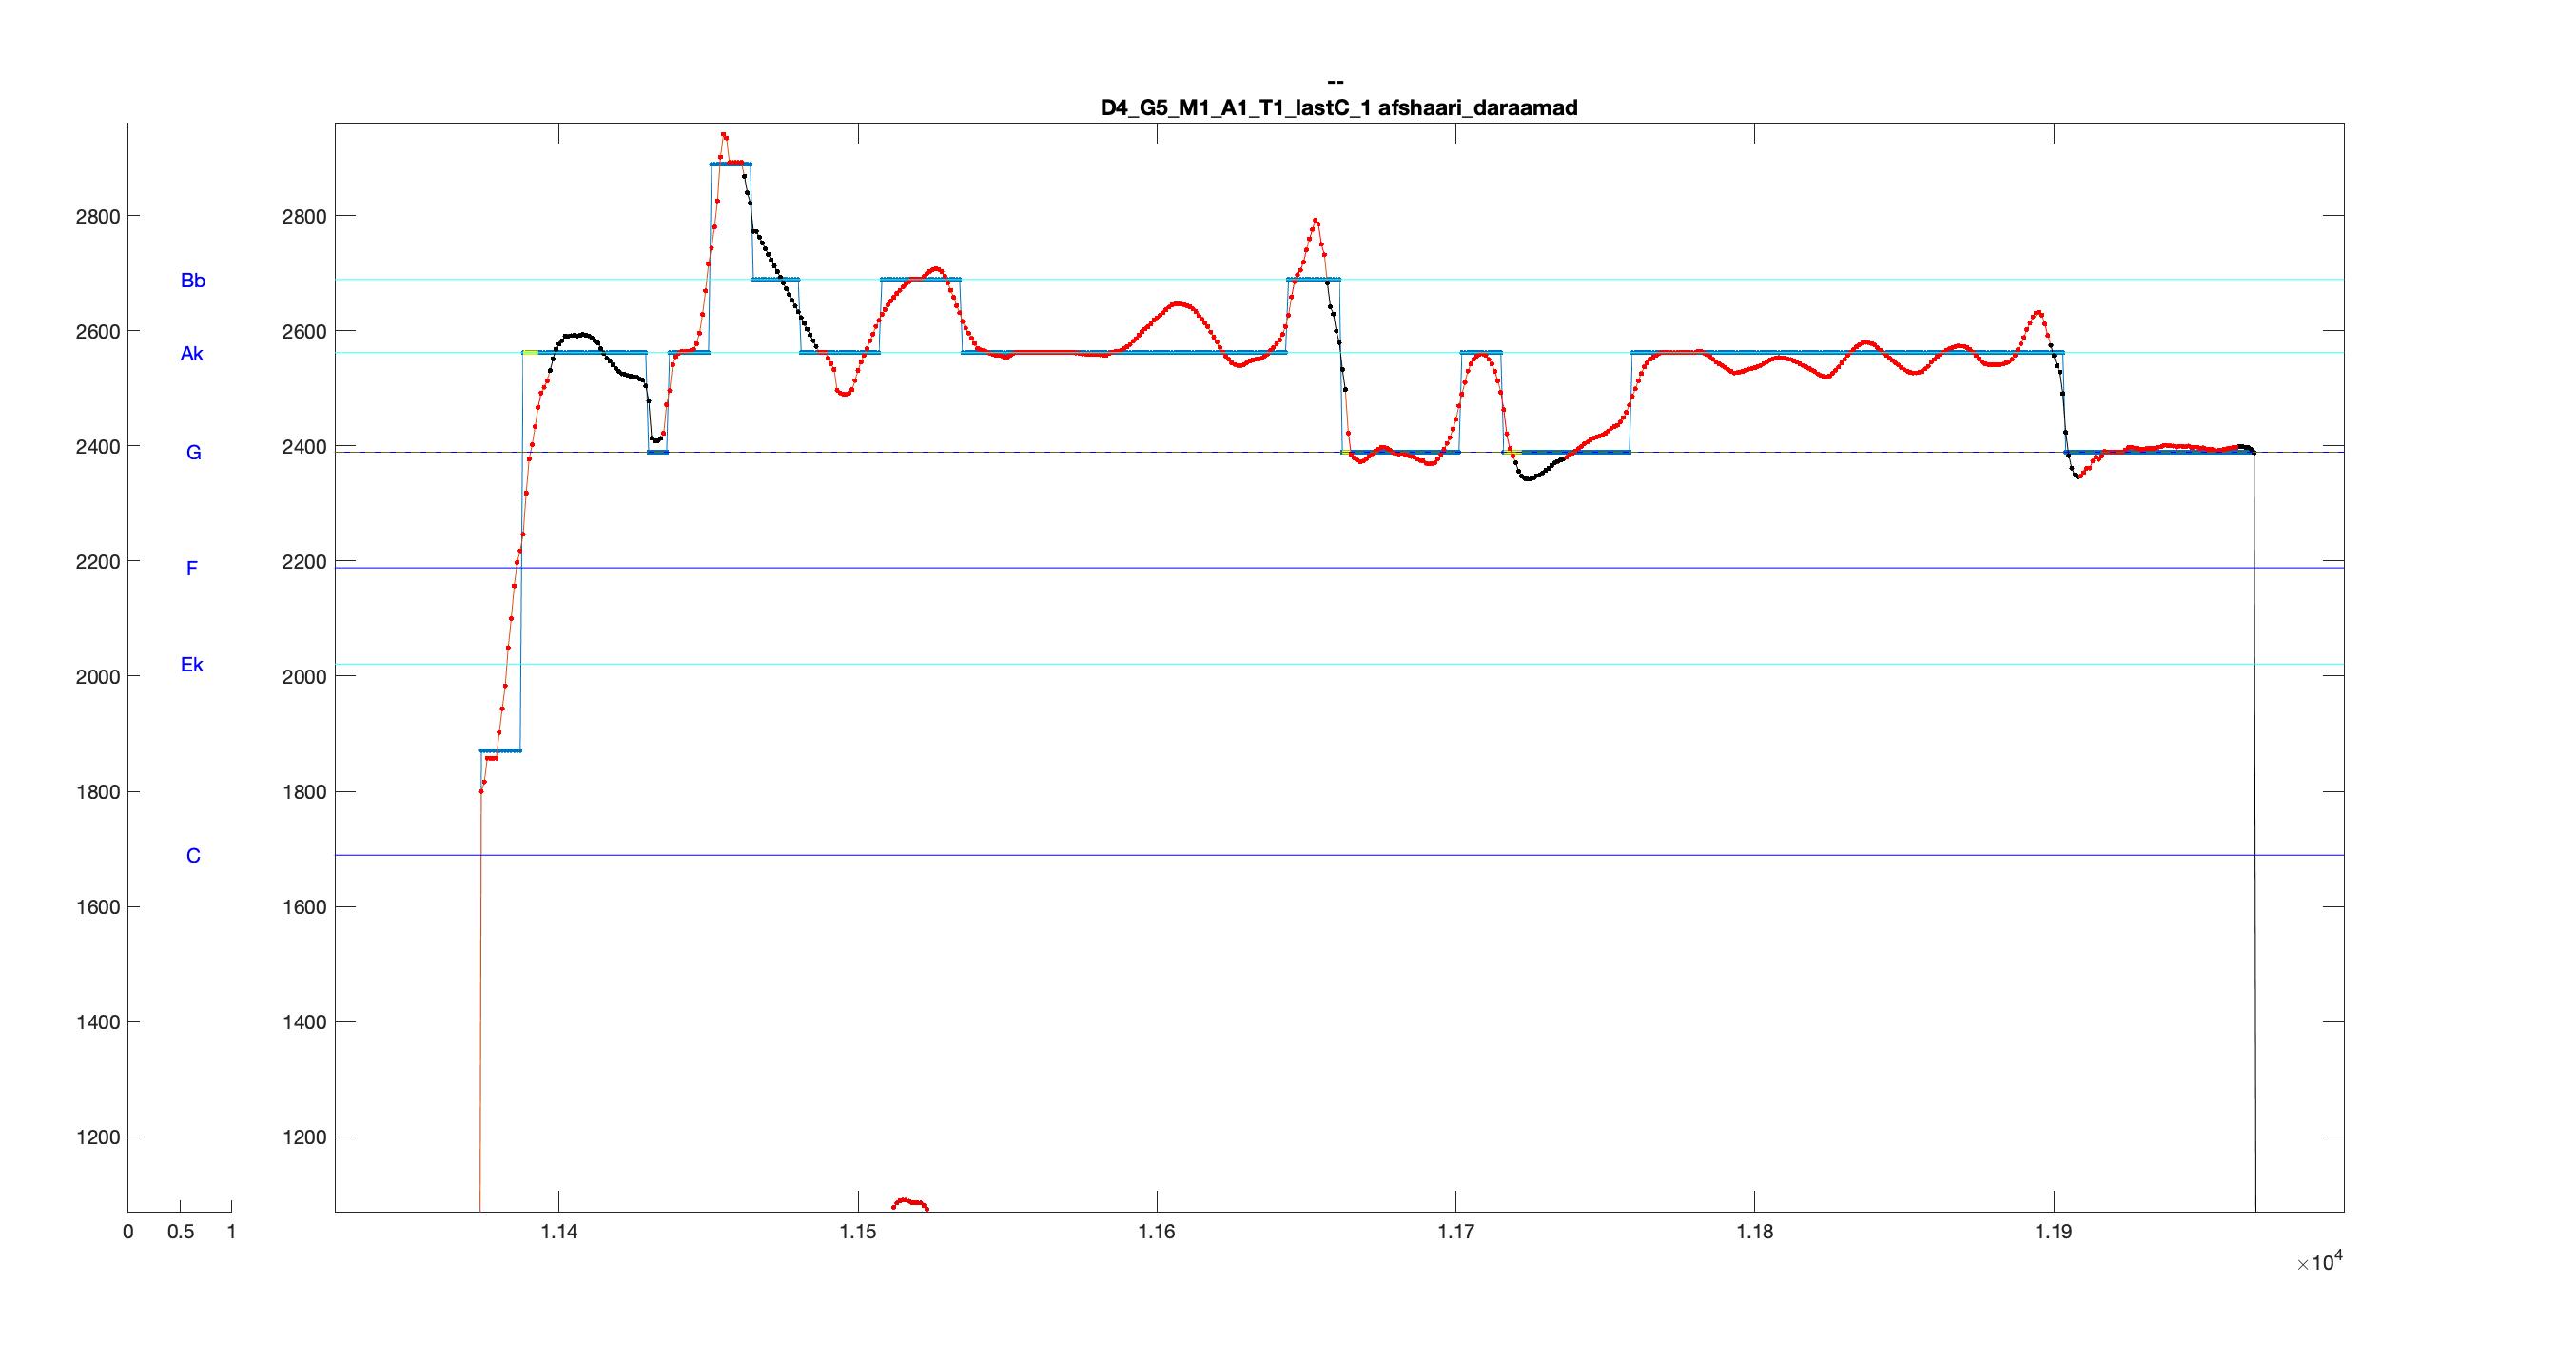 --
D4_G5_M1_A1_T1_lastC_1 afshaari_daraamad
2800 2800
Bb
2600 2600
Ak
2400 2400
G
2200 2200
F
Ek
2000 2000
1800 1800
C
1600 1600
1400 1400
1200 1200
0 0.5 1 1.14 1.15 1.16 1.17 1.18 1.19
×10⁴